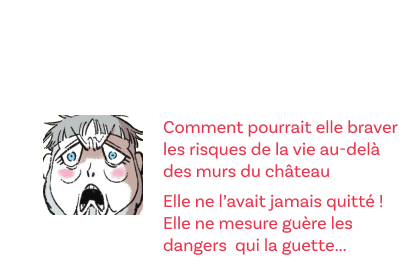 Comment pourrait elle braver
les risques de la vie au-delà
des murs du château
Elle ne l’avait jamais quitté !
Elle ne mesure guère les
dangers  qui la guette...